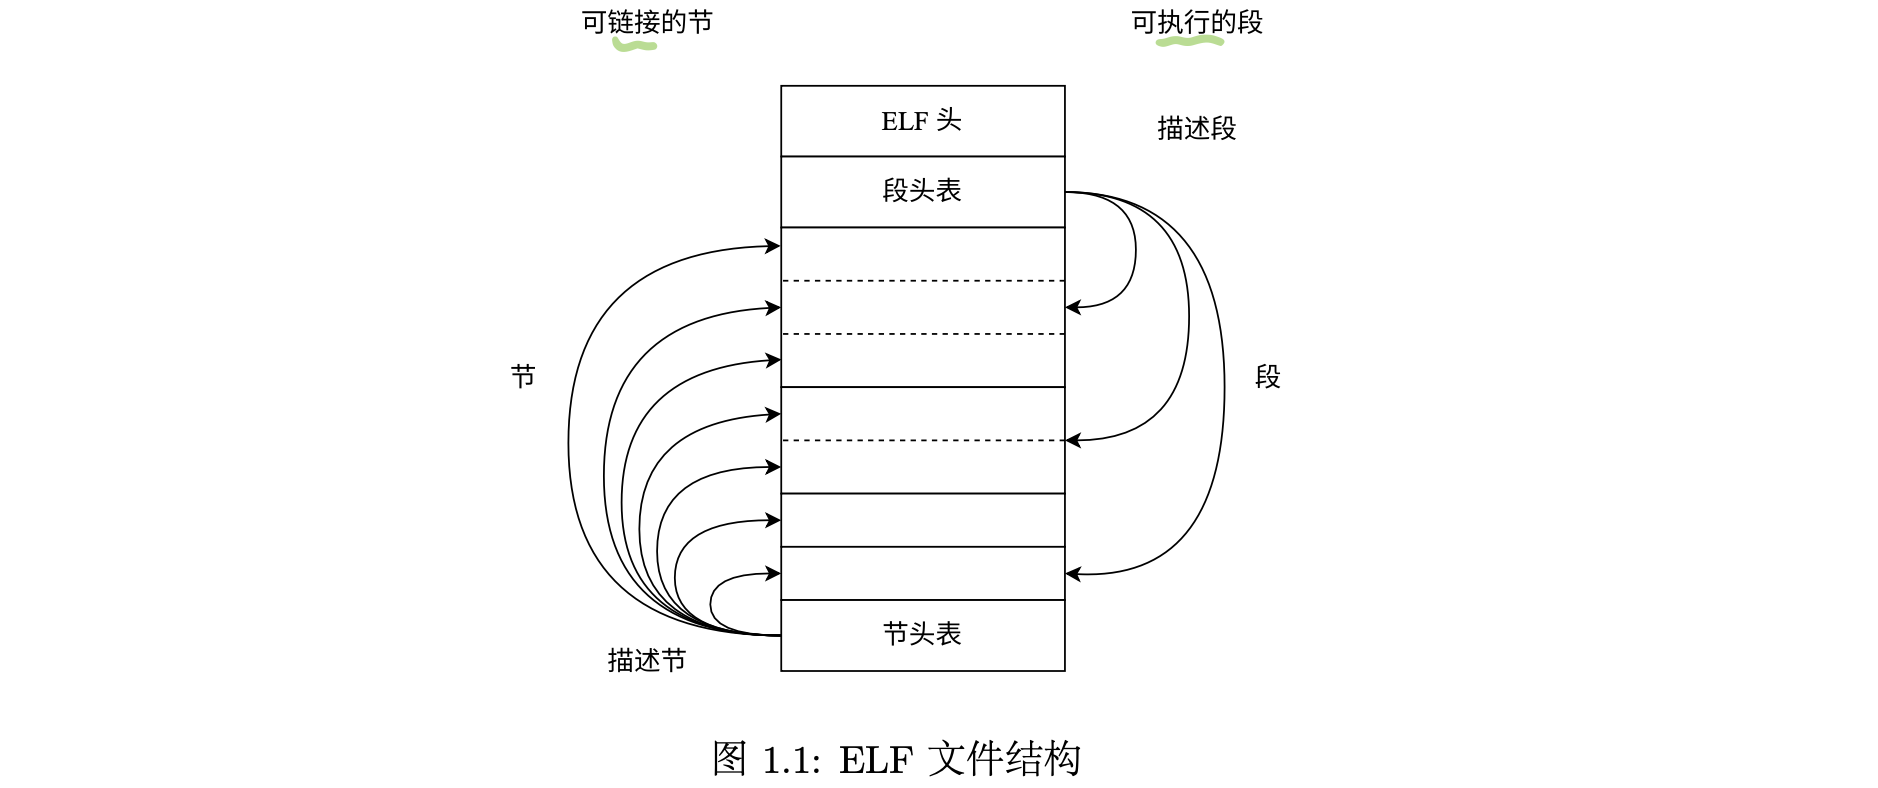 可链接的节
可执行的段
ELF 头
描述段
段头表
节
段
节头表
描述节
图 1.1: ELF 文件结构